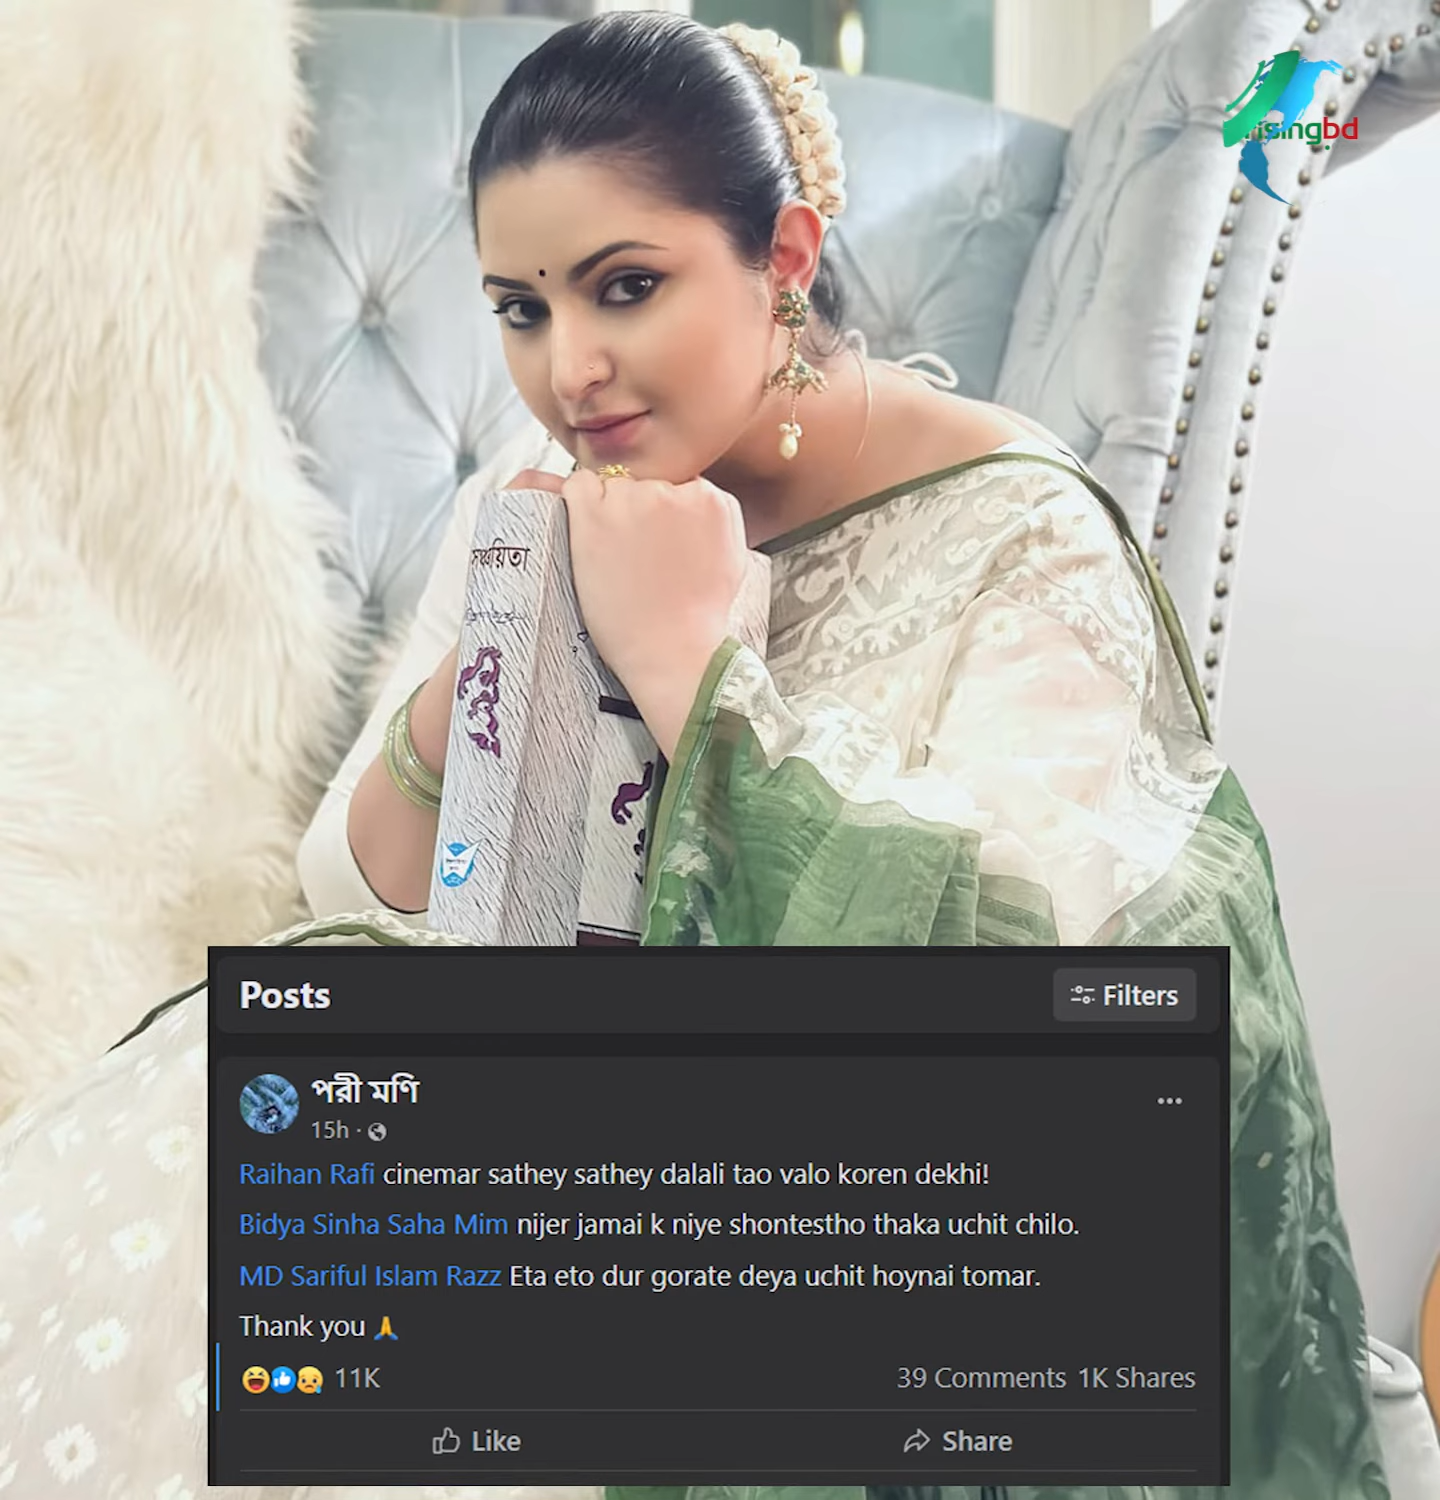 risingbd
সঞ্চয়িতা
Posts
Filters
পরী মণি
15h
Raihan Rafi cinemar sathey sathey dalali tao valo koren dekhi!
Bidya Sinha Saha Mim nijer jamai k niye shontestho thaka uchit chilo.
MD Sariful Islam Razz Eta eto dur gorate deya uchit hoynai tomar.
Thank you 🙏
11K
39 Comments 1K Shares
Like
Share